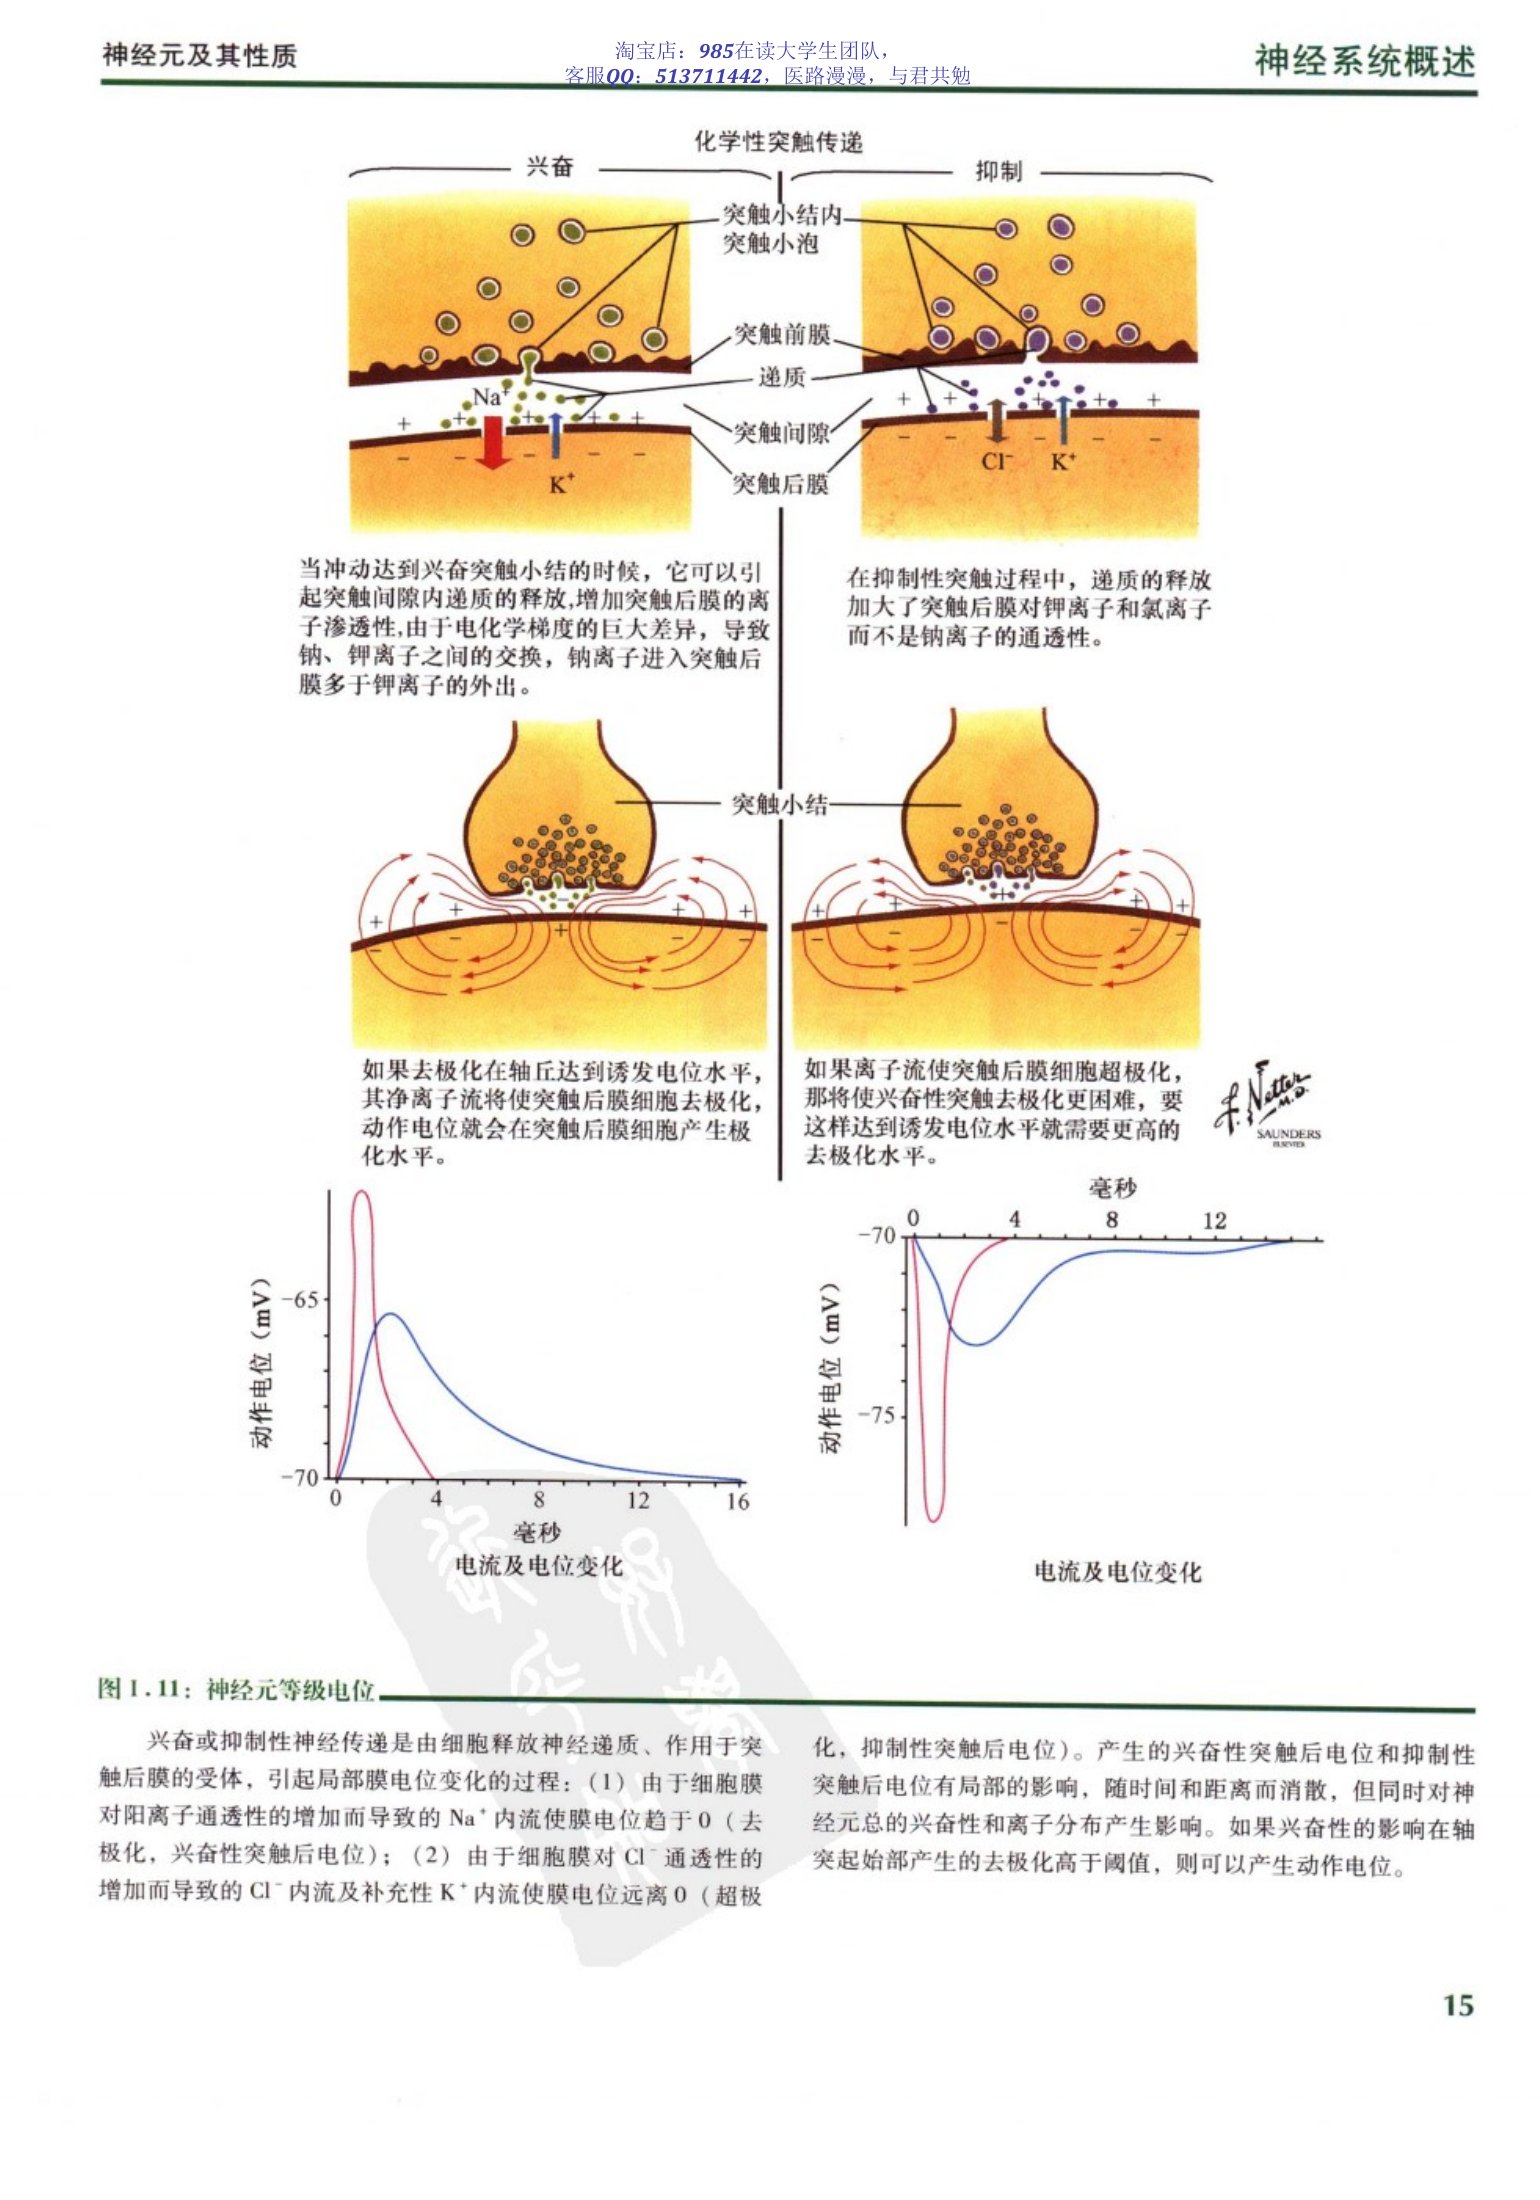 神经元及其性质
淘宝店：985在读大学生团队，
客服QQ：513711442，医路漫漫，与君共勉
神经系统概述
化学性突触传递
兴奋
抑制
突触小结内
突触小泡
突触前膜
递质
突触间隙
突触后膜
Na⁺
K⁺
Cl⁻
K⁺
当冲动达到兴奋突触小结的时候，它可以引
起突触间隙内递质的释放,增加突触后膜的离
子渗透性,由于电化学梯度的巨大差异，导致
钠、钾离子之间的交换，钠离子进入突触后
膜多于钾离子的外出。
在抑制性突触过程中，递质的释放
加大了突触后膜对钾离子和氯离子
而不是钠离子的通透性。
突触小结
如果去极化在轴丘达到诱发电位水平，
其净离子流将使突触后膜细胞去极化，
动作电位就会在突触后膜细胞产生极
化水平。
如果离子流使突触后膜细胞超极化，
那将使兴奋性突触去极化更困难，要
这样达到诱发电位水平就需要更高的
去极化水平。
F. Netter M.D.
SAUNDERS
ELSEVIER
动作电位（mV）
-65
-70
0 4 8 12 16
毫秒
电流及电位变化
毫秒
0 4 8 12
-70
-75
动作电位（mV）
电流及电位变化
图 I.11：神经元等级电位
兴奋或抑制性神经传递是由细胞释放神经递质、作用于突
触后膜的受体，引起局部膜电位变化的过程：（1）由于细胞膜
对阳离子通透性的增加而导致的 Na⁺ 内流使膜电位趋于 0（去
极化，兴奋性突触后电位）；（2）由于细胞膜对 Cl⁻ 通透性的
增加而导致的 Cl⁻ 内流及补充性 K⁺ 内流使膜电位远离 0（超极
化，抑制性突触后电位）。产生的兴奋性突触后电位和抑制性
突触后电位有局部的影响，随时间和距离而消散，但同时对神
经元总的兴奋性和离子分布产生影响。如果兴奋性的影响在轴
突起始部产生的去极化高于阈值，则可以产生动作电位。
15